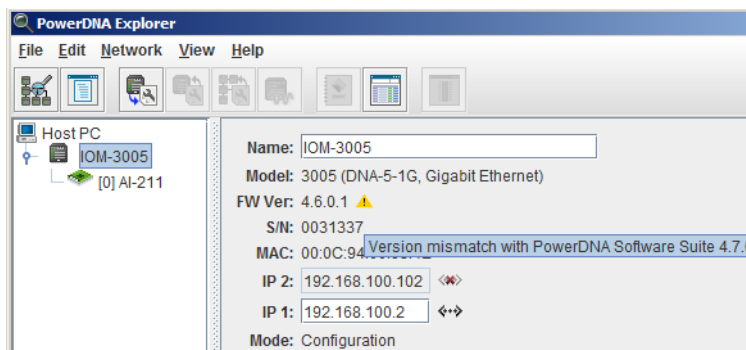 PowerDNA Explorer
File Edit Network View Help
Host PC
IOM-3005
[0] AI-211
Name: IOM-3005
Model: 3005 (DNA-5-1G, Gigabit Ethernet)
FW Ver: 4.6.0.1
S/N: 0031337
Version mismatch with PowerDNA Software Suite 4.7.
MAC: 00:0C:94
IP 2: 192.168.100.102
IP 1: 192.168.100.2
Mode: Configuration